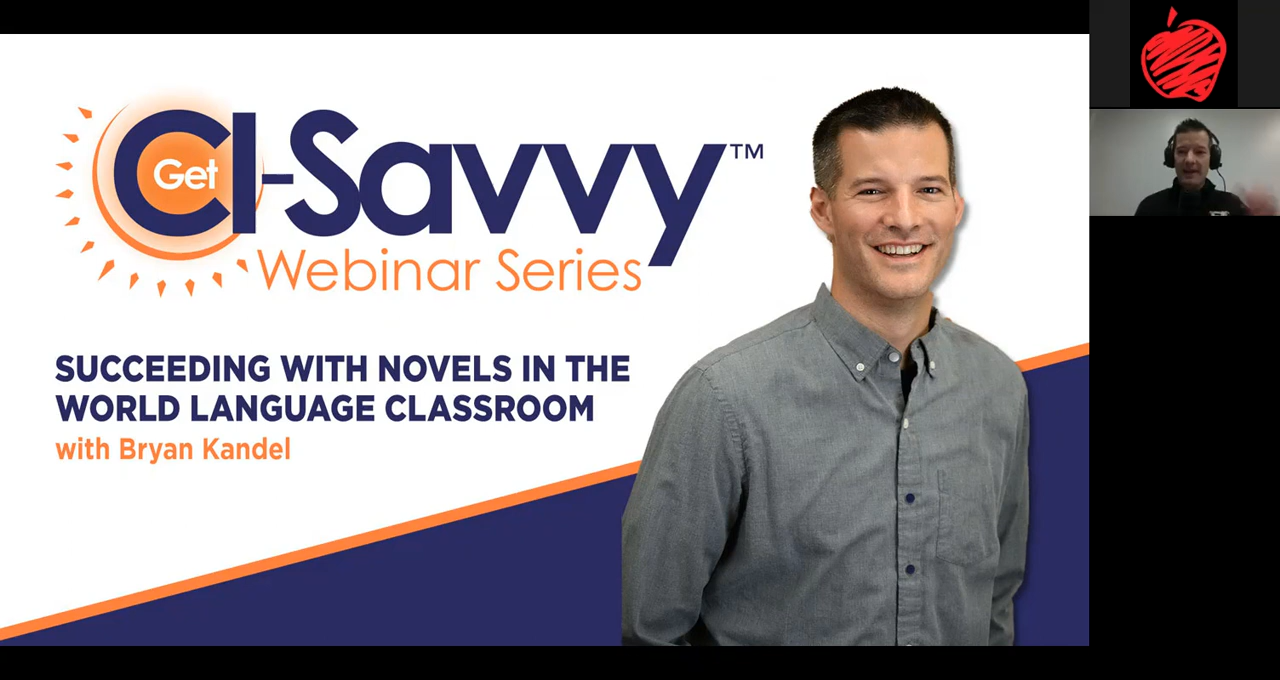 Get
CI-Savvy™
Webinar Series
SUCCEEDING WITH NOVELS IN THE
WORLD LANGUAGE CLASSROOM
with Bryan Kandel